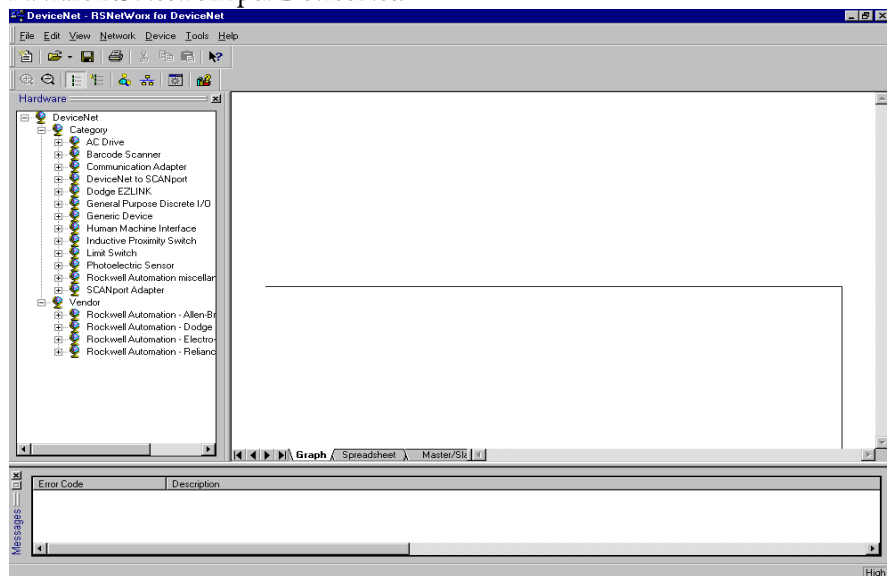 DeviceNet - RSNetWorx for DeviceNet
File Edit View Network Device Tools Help
Hardware
DeviceNet
Category
AC Drive
Barcode Scanner
Communication Adapter
DeviceNet to SCANport
Dodge EZLINK
General Purpose Discrete I/O
Generic Device
Human Machine Interface
Inductive Proximity Switch
Limit Switch
Photoelectric Sensor
Rockwell Automation miscellar
SCANport Adapter
Vendor
Rockwell Automation - Allen-Br
Rockwell Automation - Dodge
Rockwell Automation - Electro-
Rockwell Automation - Relianc
Graph Spreadsheet Master/Sla
Messages
Error Code Description
High